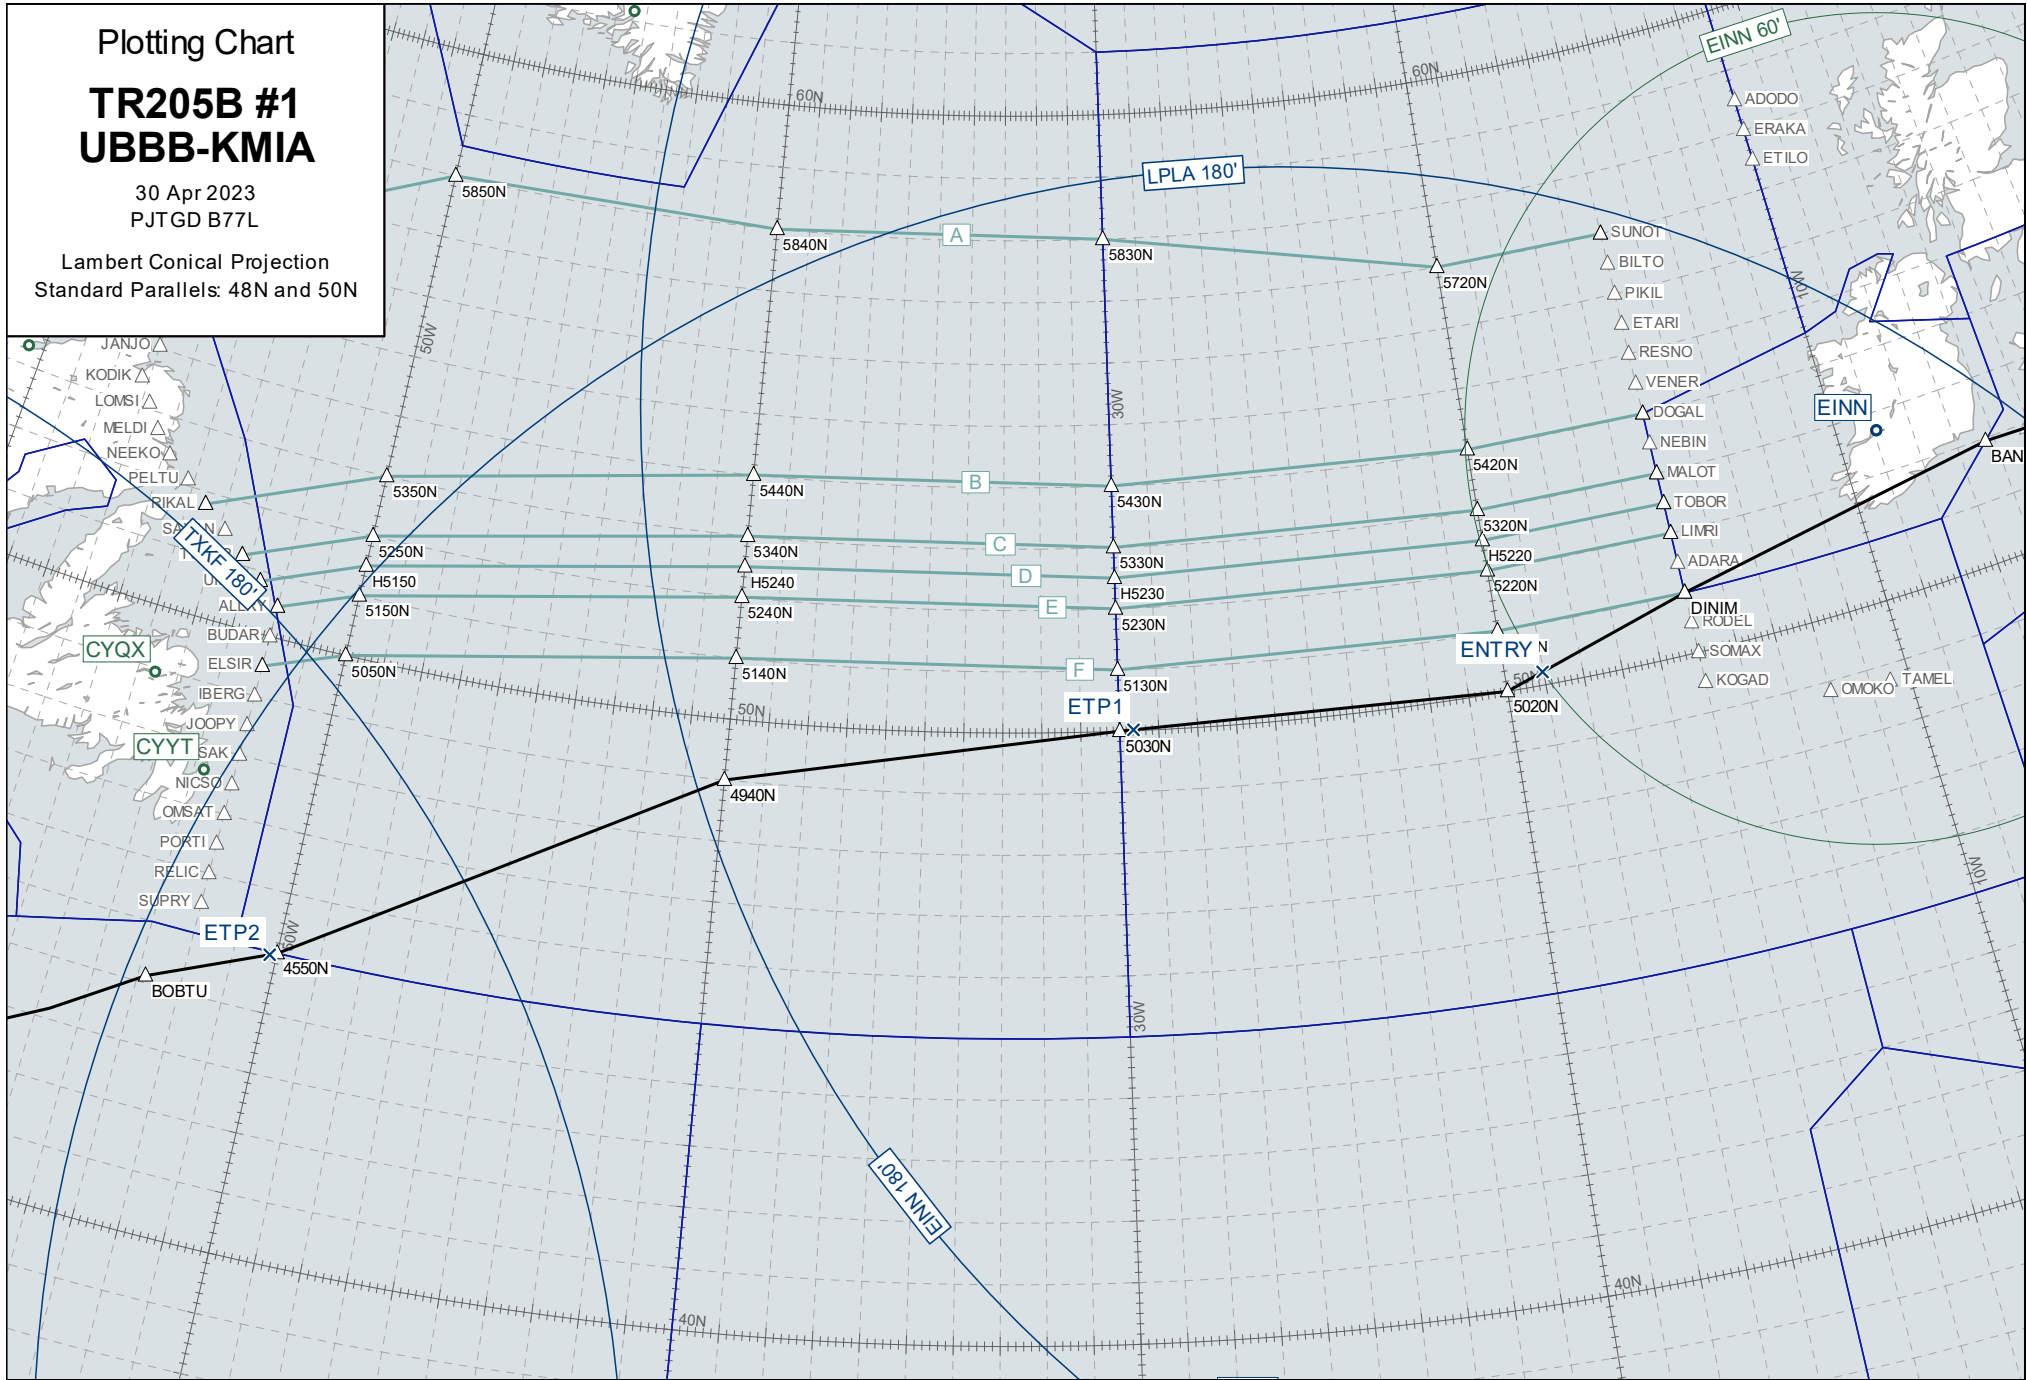 Plotting Chart
TR205B #1
UBBB-KMIA
30 Apr 2023
PJTGD B77L
Lambert Conical Projection
Standard Parallels: 48N and 50N
EINN 60'
60N
60N
ADODO
ERAKA
ETILO
LPLA 180'
5850N
5840N
A
5830N
5720N
SUNOT
BILTO
PIKIL
ETARI
RESNO
VENER
DOGAL
NEBIN
MALOT
TOBOR
LIMRI
ADARA
DINIM
RODEL
SOMAX
KOGAD
OMOKO
TAMEL
10W
50W
30W
EINN
BAN
JANJO
KODIK
LOMSI
MELDI
NEEKO
PELTU
RIKAL
TXKF 180'
ALLRY
BUDAR
ELSIR
IBERG
JOOPY
SAK
NICSO
OMSAT
PORTI
RELIC
SUPRY
CYQX
CYYT
5350N
5440N
B
5430N
5420N
5250N
5340N
C
5330N
5320N
H5150
H5240
D
H5230
H5220
5150N
5240N
E
5230N
5220N
5050N
5140N
F
5130N
ENTRY
N
50N
5020N
50N
ETP1
5030N
4940N
ETP2
50W
4550N
BOBTU
30W
10W
EINN 180'
40N
40N